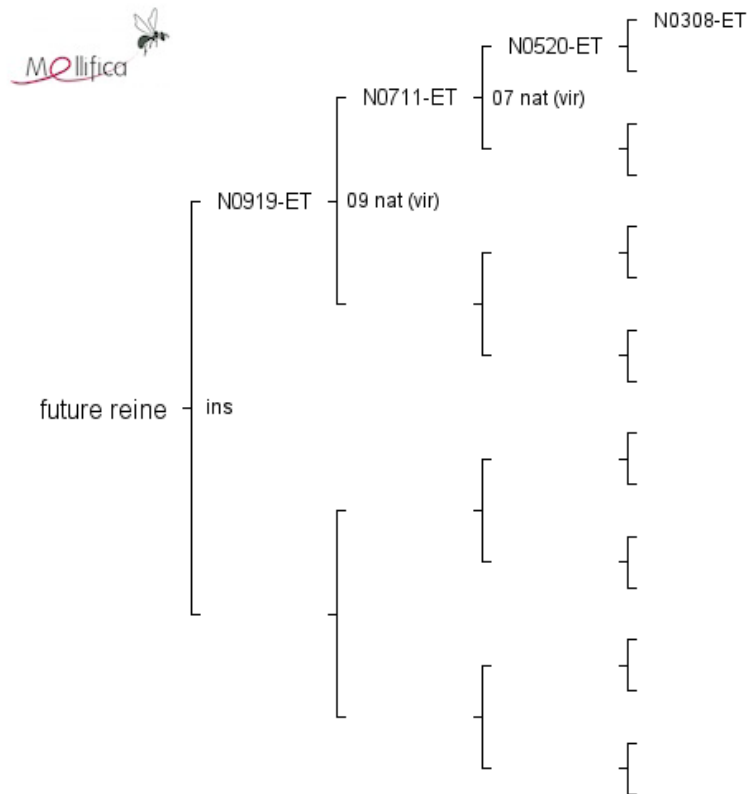 Mellifica
N0308-ET
N0520-ET
N0711-ET
07 nat (vir)
N0919-ET
09 nat (vir)
future reine
ins